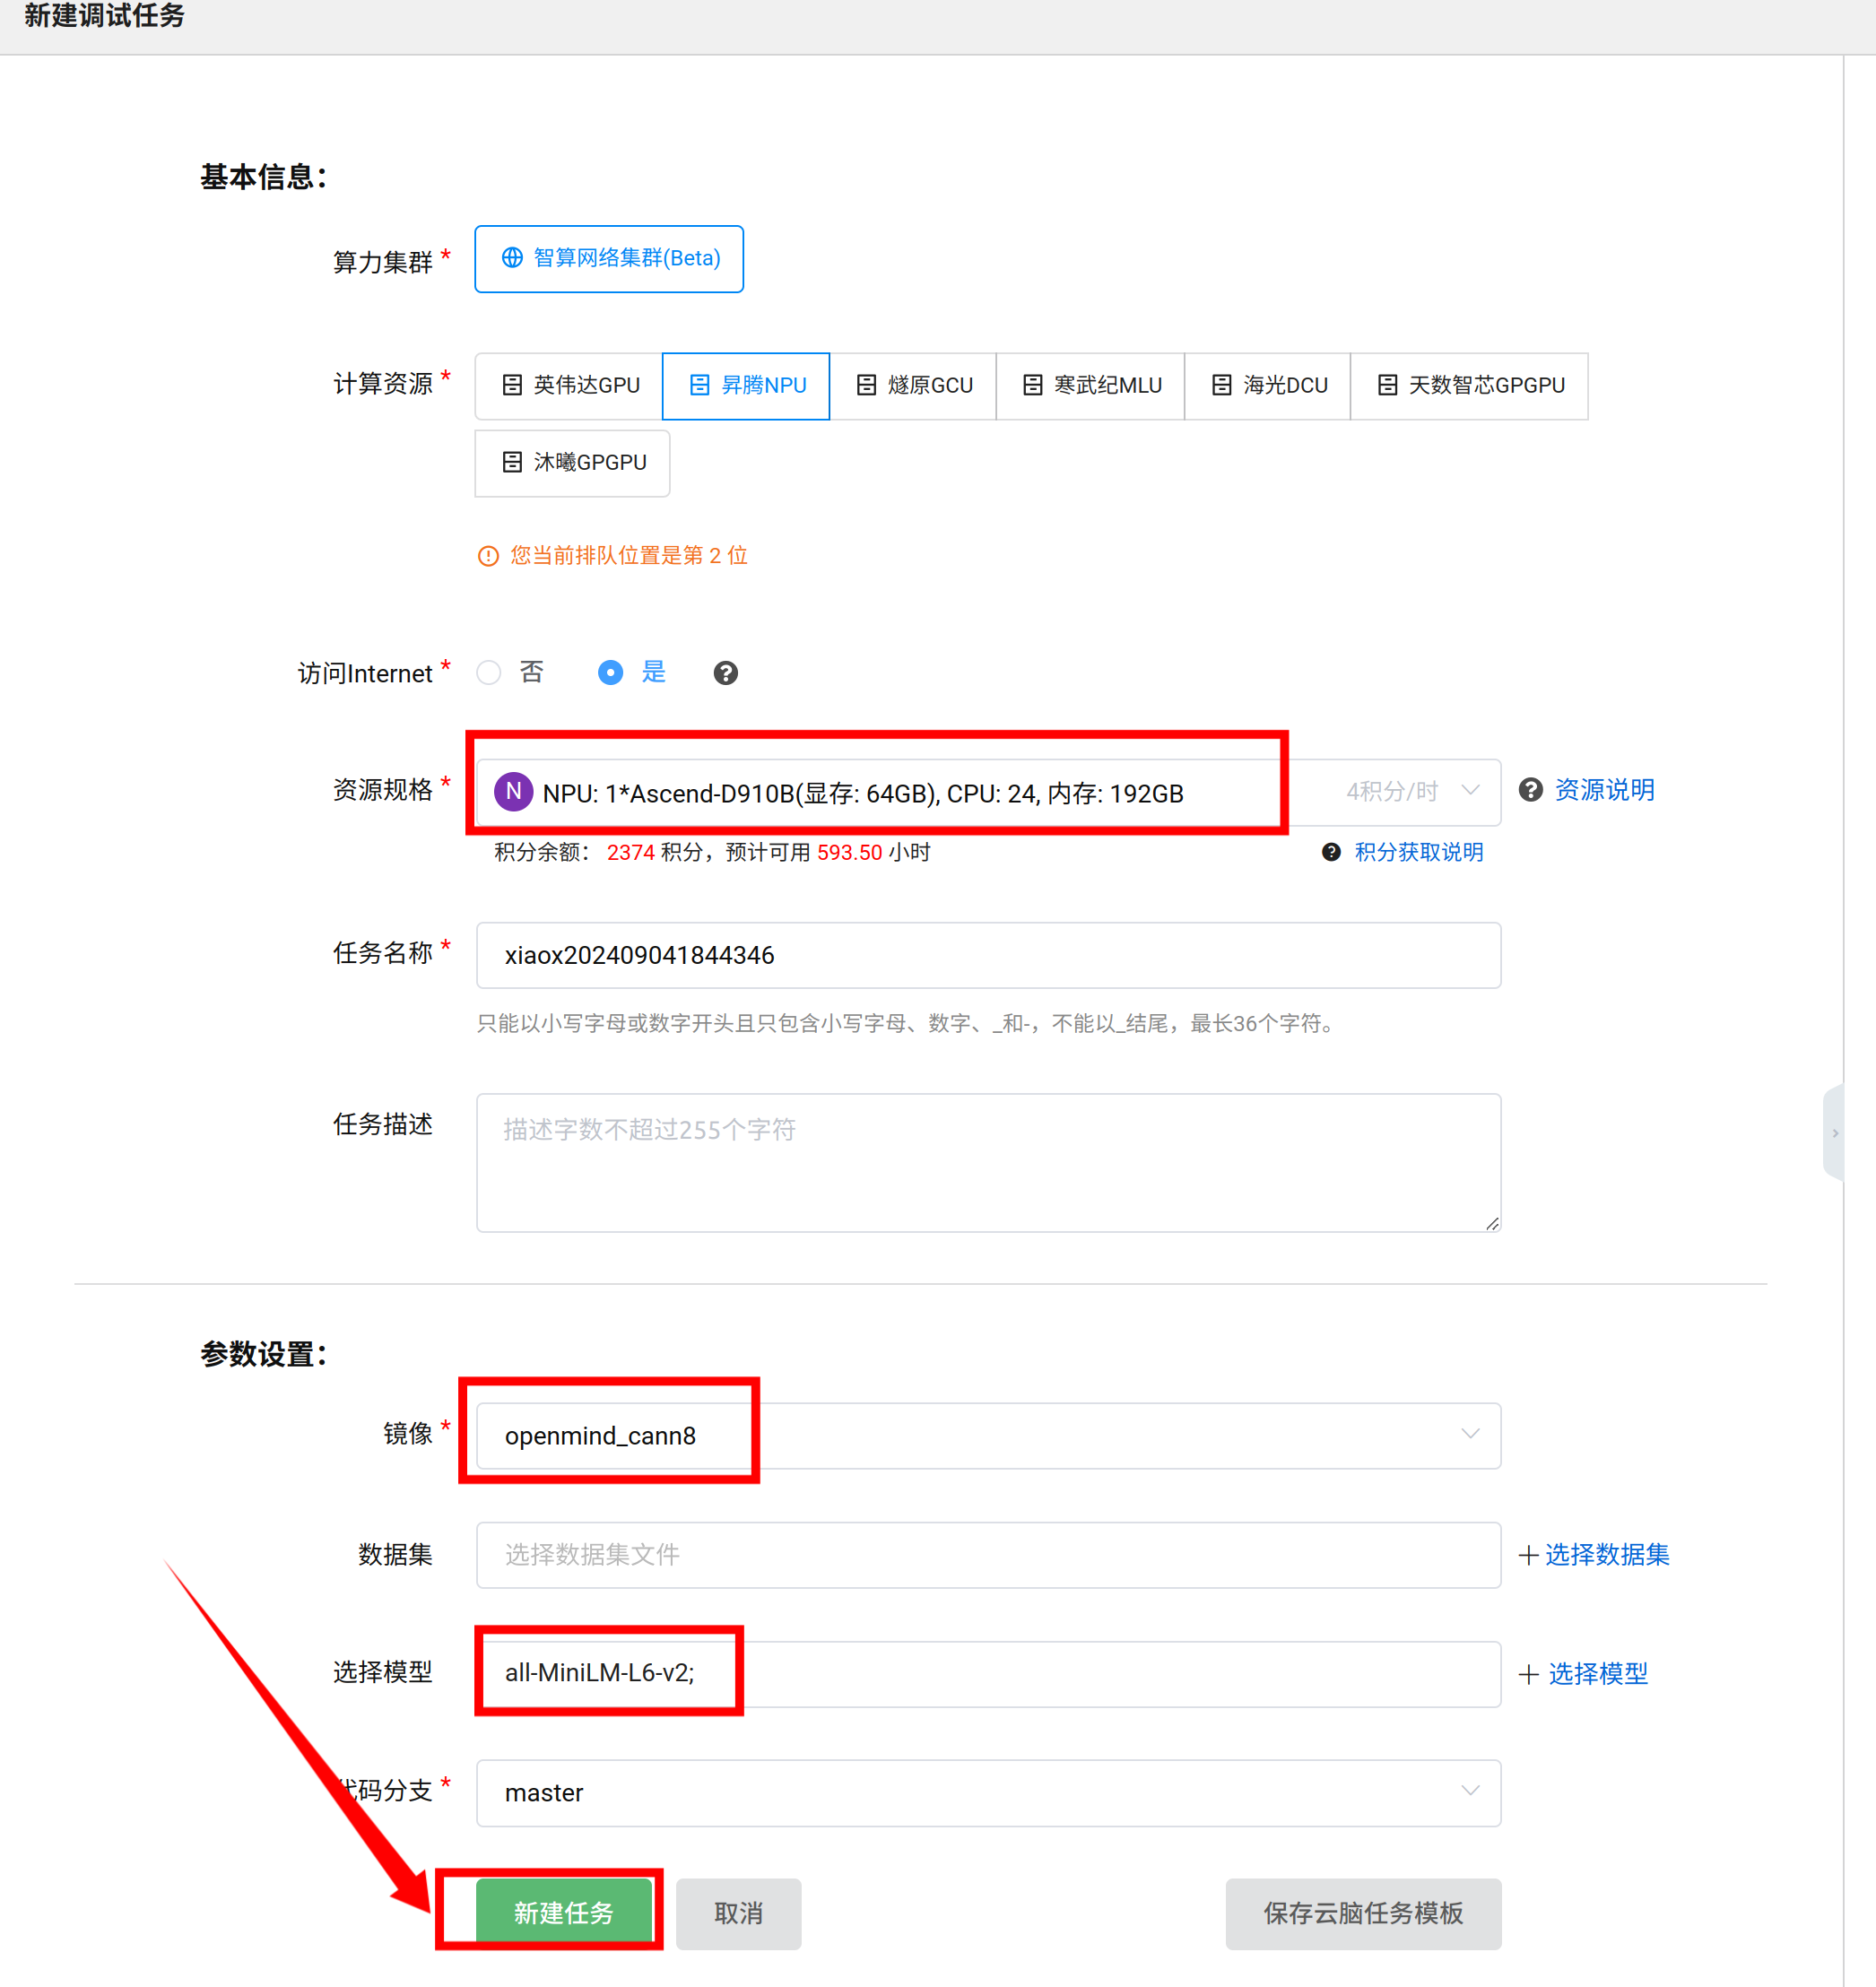 新建调试任务
基本信息：
算力集群 * 智算网络集群(Beta)
计算资源 * 英伟达GPU 昇腾NPU 燧原GCU 寒武纪MLU 海光DCU 天数智芯GPGPU
沐曦GPGPU
您当前排队位置是第 2 位
访问Internet * 否 是
资源规格 * N NPU: 1*Ascend-D910B(显存: 64GB), CPU: 24, 内存: 192GB 4积分/时 资源说明
积分余额： 2374 积分，预计可用 593.50 小时 积分获取说明
任务名称 * xiaox202409041844346
只能以小写字母或数字开头且只包含小写字母、数字、_和-，不能以_结尾，最长36个字符。
任务描述 描述字数不超过255个字符
参数设置：
镜像 * openmind_cann8
数据集 选择数据集文件 选择数据集
选择模型 all-MiniLM-L6-v2; 选择模型
代码分支 * master
新建任务 取消 保存云脑任务模板